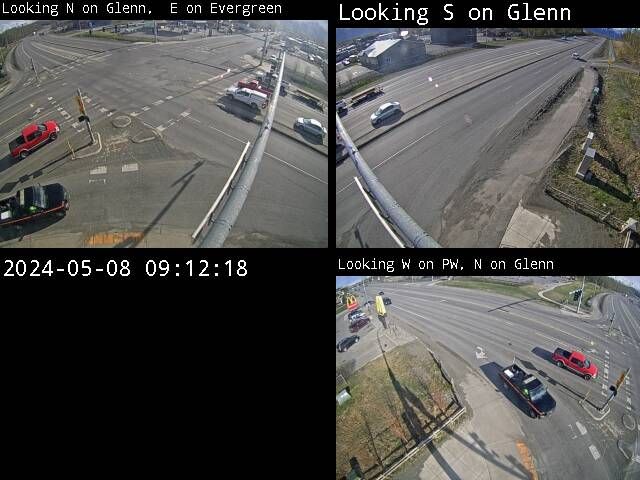 Looking N on Glenn, E on Evergreen
Looking S on Glenn
2024-05-08 09:12:18
Looking W on PW, N on Glenn